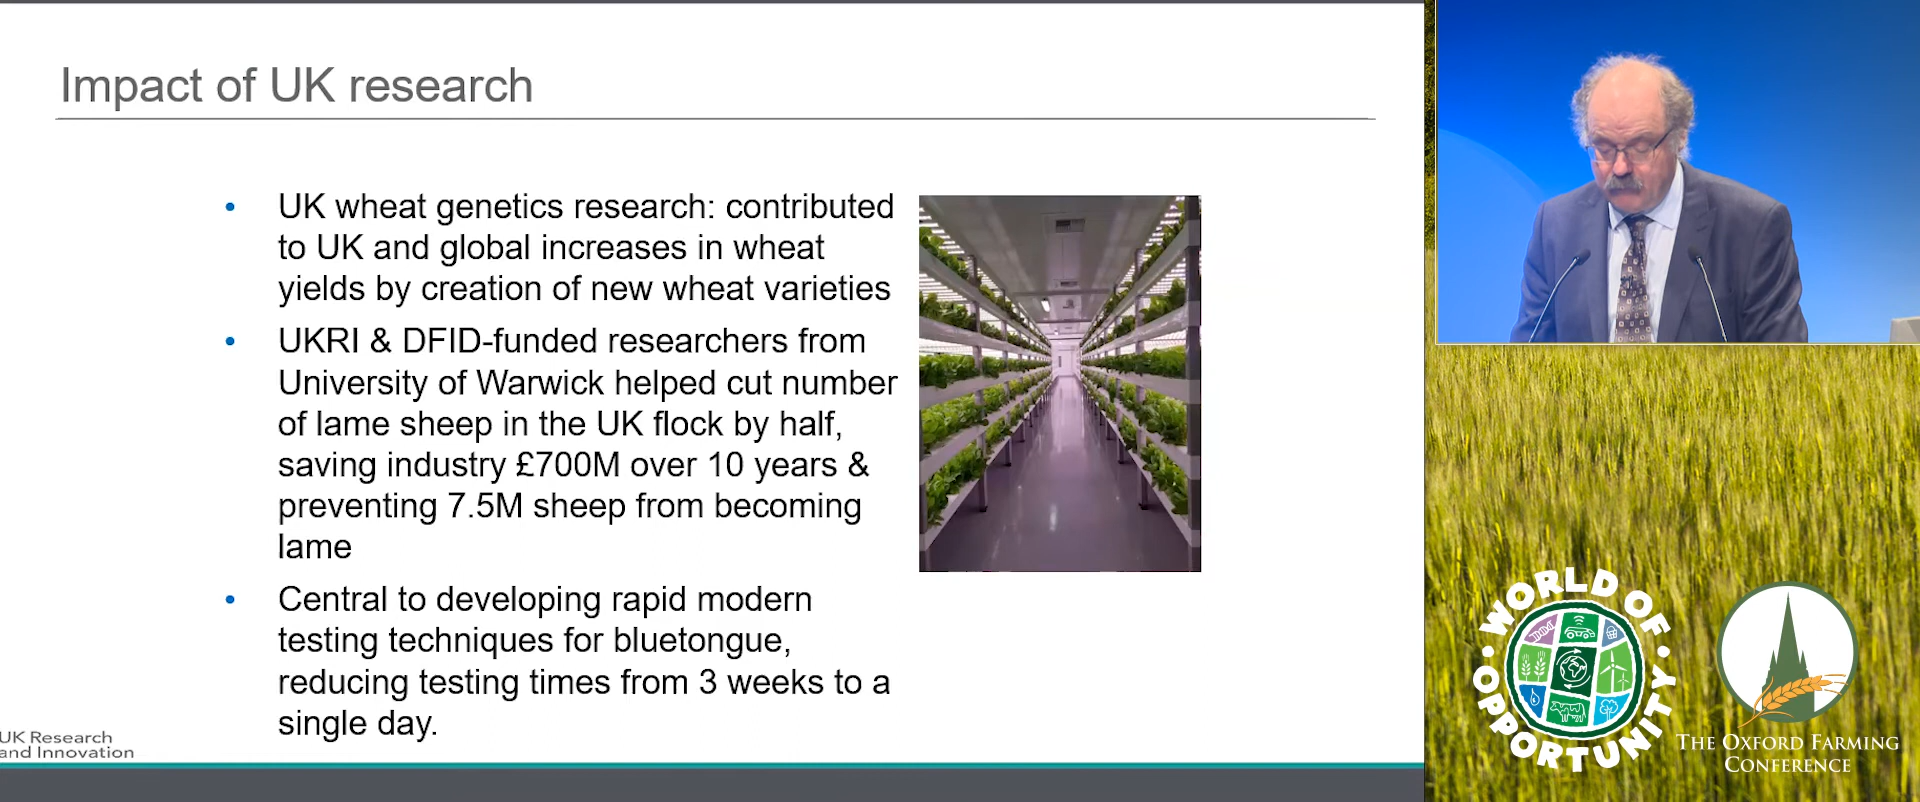 Impact of UK research
• UK wheat genetics research: contributed
to UK and global increases in wheat
yields by creation of new wheat varieties
• UKRI & DFID-funded researchers from
University of Warwick helped cut number
of lame sheep in the UK flock by half,
saving industry £700M over 10 years &
preventing 7.5M sheep from becoming
lame
• Central to developing rapid modern
testing techniques for bluetongue,
reducing testing times from 3 weeks to a
single day.
UK Research
and Innovation
WORLD OF
OPPORTUNITY
THE OXFORD FARMING
CONFERENCE